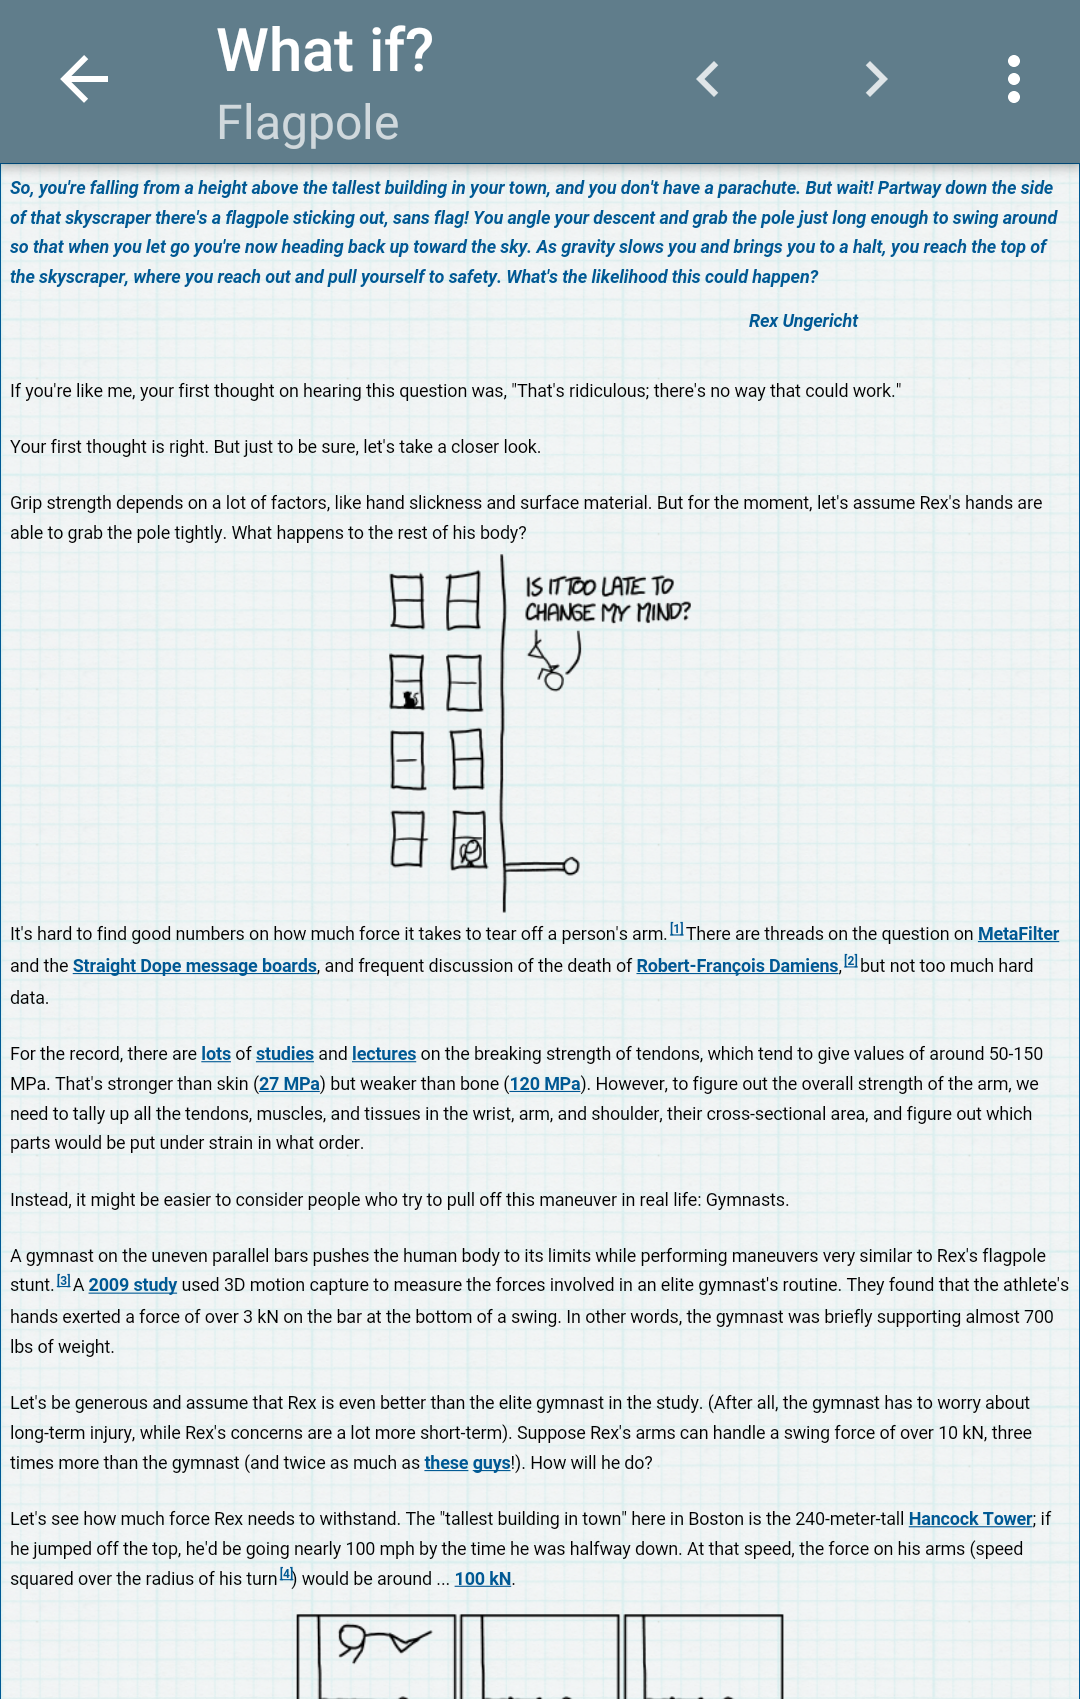 What if?
Flagpole
So, you're falling from a height above the tallest building in your town, and you don't have a parachute. But wait! Partway down the side
of that skyscraper there's a flagpole sticking out, sans flag! You angle your descent and grab the pole just long enough to swing around
so that when you let go you're now heading back up toward the sky. As gravity slows you and brings you to a halt, you reach the top of
the skyscraper, where you reach out and pull yourself to safety. What's the likelihood this could happen?
Rex Ungericht
If you're like me, your first thought on hearing this question was, "That's ridiculous; there's no way that could work."
Your first thought is right. But just to be sure, let's take a closer look.
Grip strength depends on a lot of factors, like hand slickness and surface material. But for the moment, let's assume Rex's hands are
able to grab the pole tightly. What happens to the rest of his body?
IS IT TOO LATE TO
CHANGE MY MIND?
It's hard to find good numbers on how much force it takes to tear off a person's arm. [1] There are threads on the question on MetaFilter
and the Straight Dope message boards, and frequent discussion of the death of Robert-François Damiens, [2] but not too much hard
data.
For the record, there are lots of studies and lectures on the breaking strength of tendons, which tend to give values of around 50-150
MPa. That's stronger than skin (27 MPa) but weaker than bone (120 MPa). However, to figure out the overall strength of the arm, we
need to tally up all the tendons, muscles, and tissues in the wrist, arm, and shoulder, their cross-sectional area, and figure out which
parts would be put under strain in what order.
Instead, it might be easier to consider people who try to pull off this maneuver in real life: Gymnasts.
A gymnast on the uneven parallel bars pushes the human body to its limits while performing maneuvers very similar to Rex's flagpole
stunt. [3] A 2009 study used 3D motion capture to measure the forces involved in an elite gymnast's routine. They found that the athlete's
hands exerted a force of over 3 kN on the bar at the bottom of a swing. In other words, the gymnast was briefly supporting almost 700
lbs of weight.
Let's be generous and assume that Rex is even better than the elite gymnast in the study. (After all, the gymnast has to worry about
long-term injury, while Rex's concerns are a lot more short-term). Suppose Rex's arms can handle a swing force of over 10 kN, three
times more than the gymnast (and twice as much as these guys!). How will he do?
Let's see how much force Rex needs to withstand. The "tallest building in town" here in Boston is the 240-meter-tall Hancock Tower; if
he jumped off the top, he'd be going nearly 100 mph by the time he was halfway down. At that speed, the force on his arms (speed
squared over the radius of his turn [4]) would be around ... 100 kN.